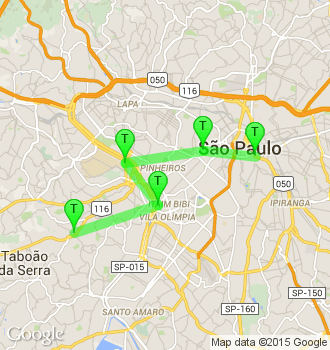 050
116
LAPA
T
T
T
São Paulo
PINHEIROS
050
T
T
116
ITAIM BIBI
VILA OLÍMPIA
IPIRANGA
Taboão
da Serra
SP-015
SP-150
SANTO AMARO
SP-160
Google
Map data ©2015 Google